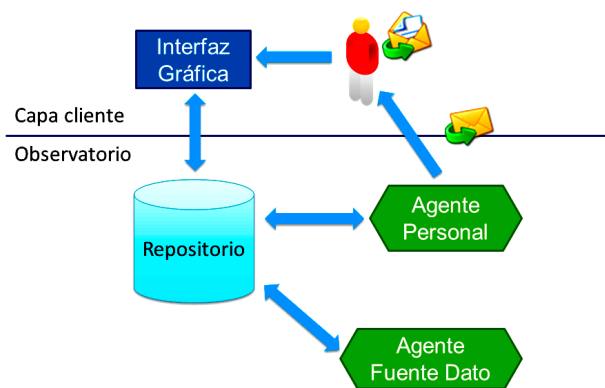 Interfaz
Gráfica
Capa cliente
Observatorio
Repositorio
Agente
Personal
Agente
Fuente Dato